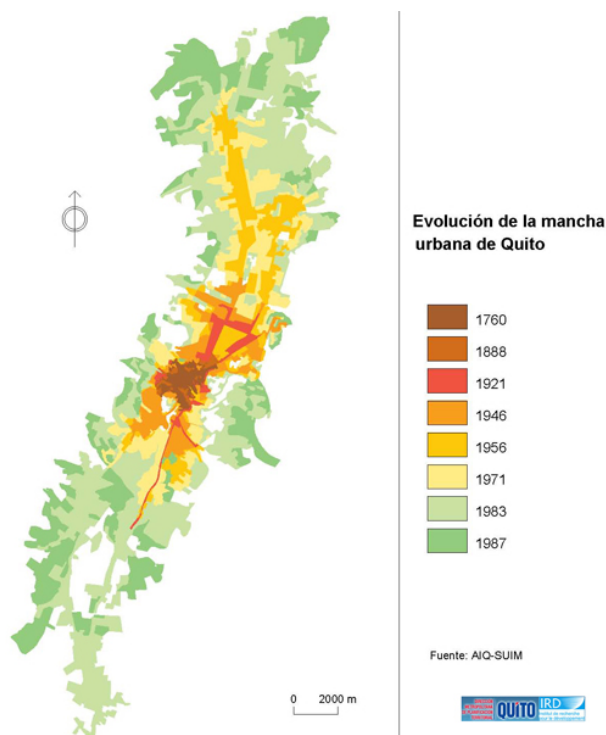 Evolución de la mancha
urbana de Quito
1760
1888
1921
1946
1956
1971
1983
1987
Fuente: AIQ-SUIM
0 2000 m
QUITO
IRD